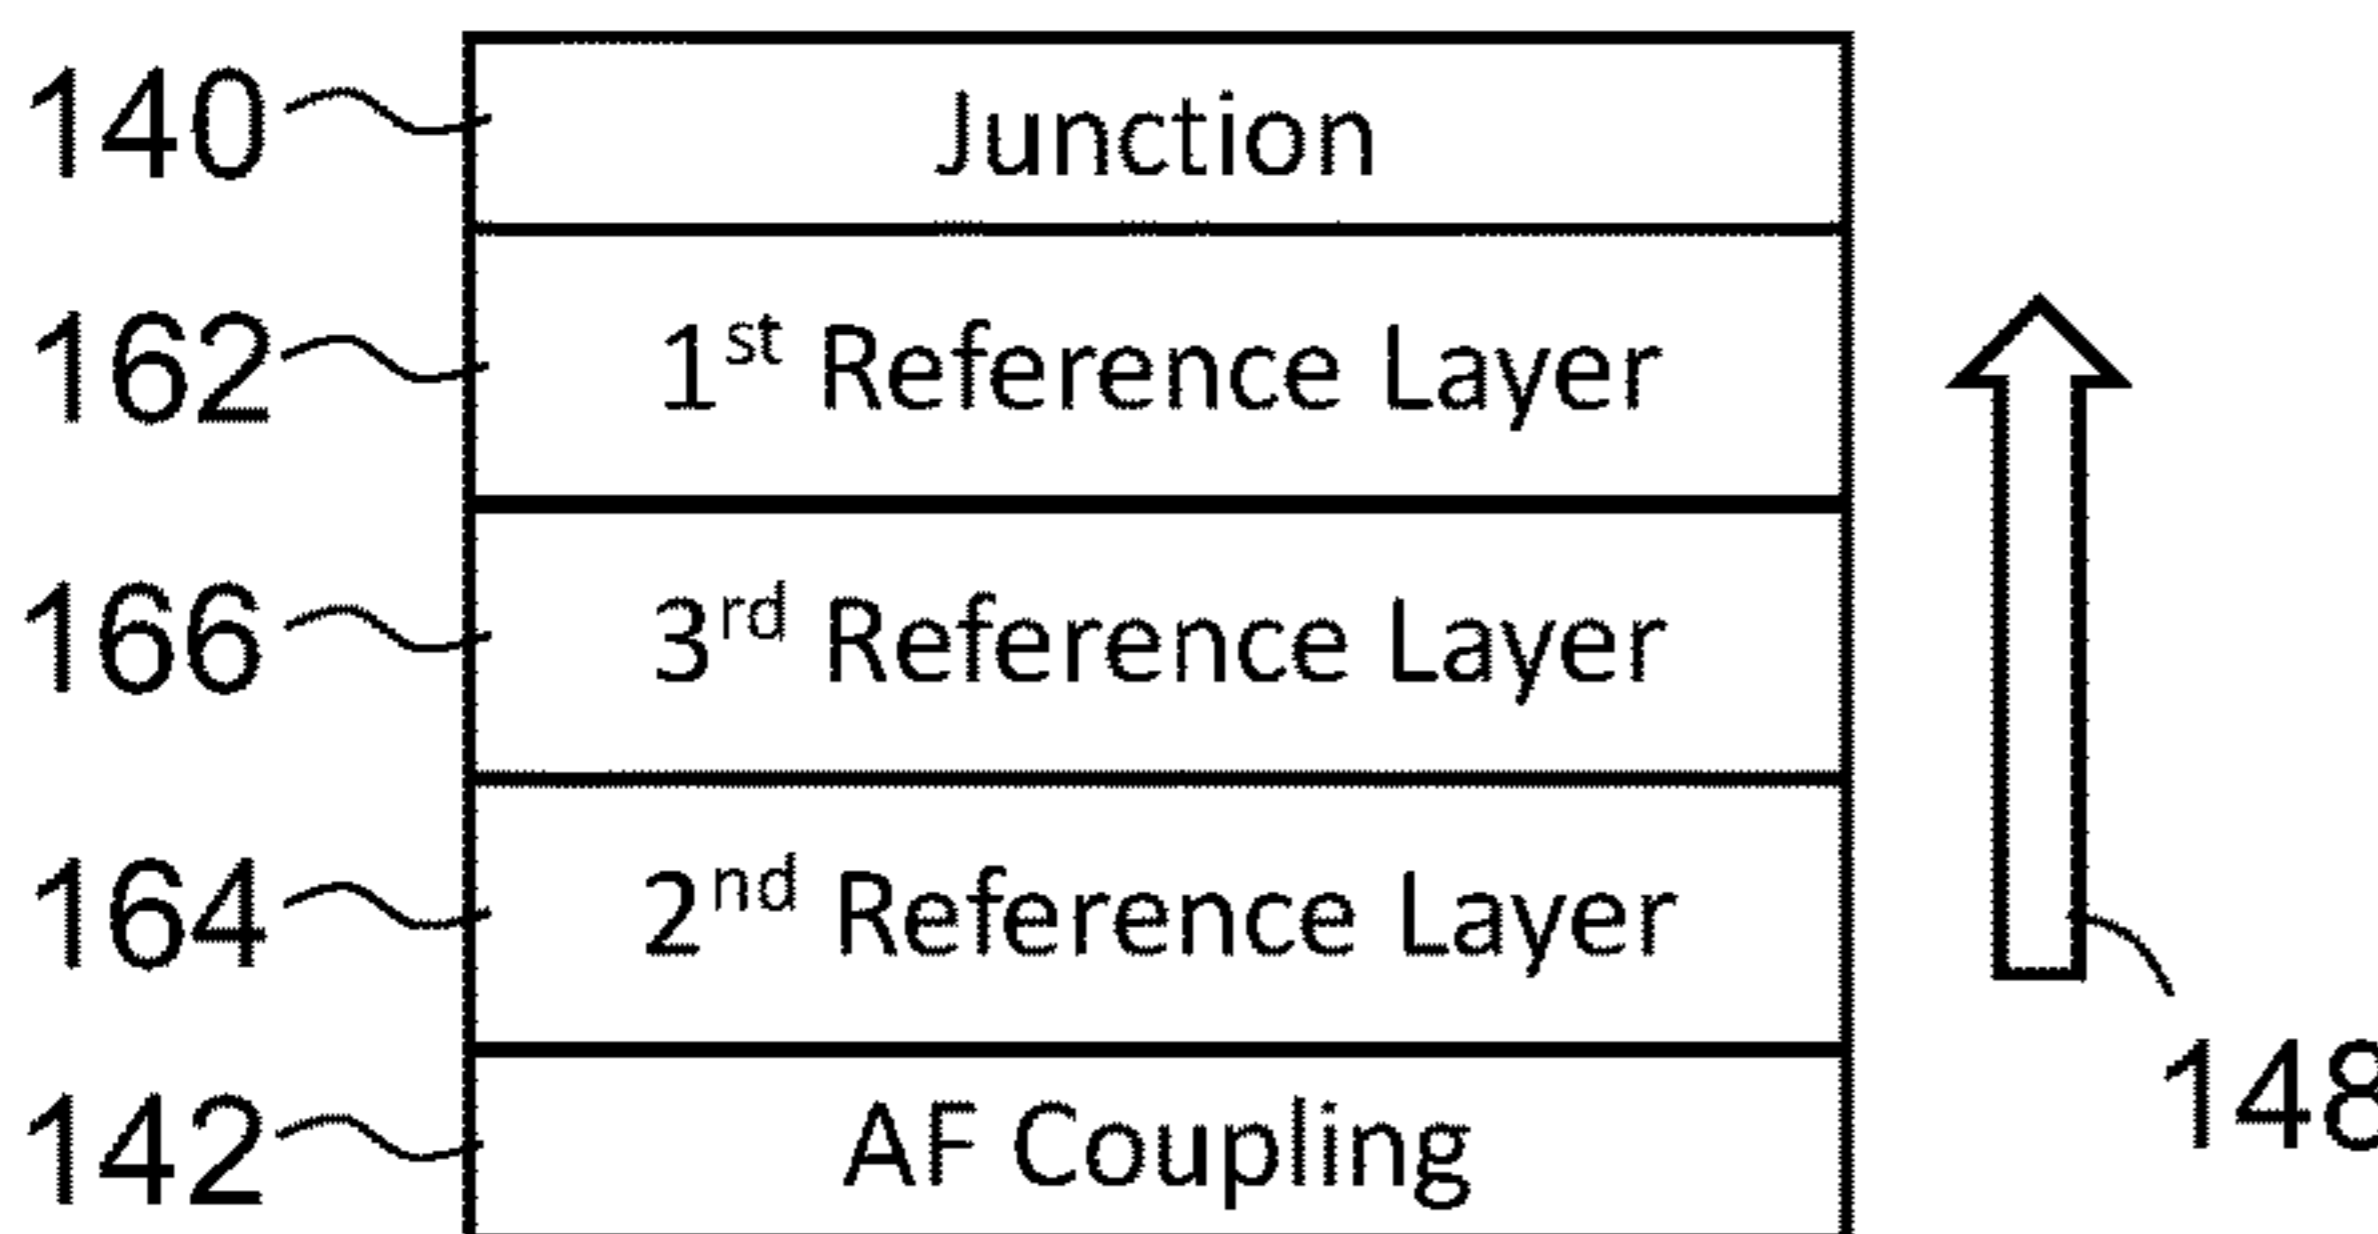 140 Junction
162 1st Reference Layer
166 3rd Reference Layer
164 2nd Reference Layer
148
142 AF Coupling